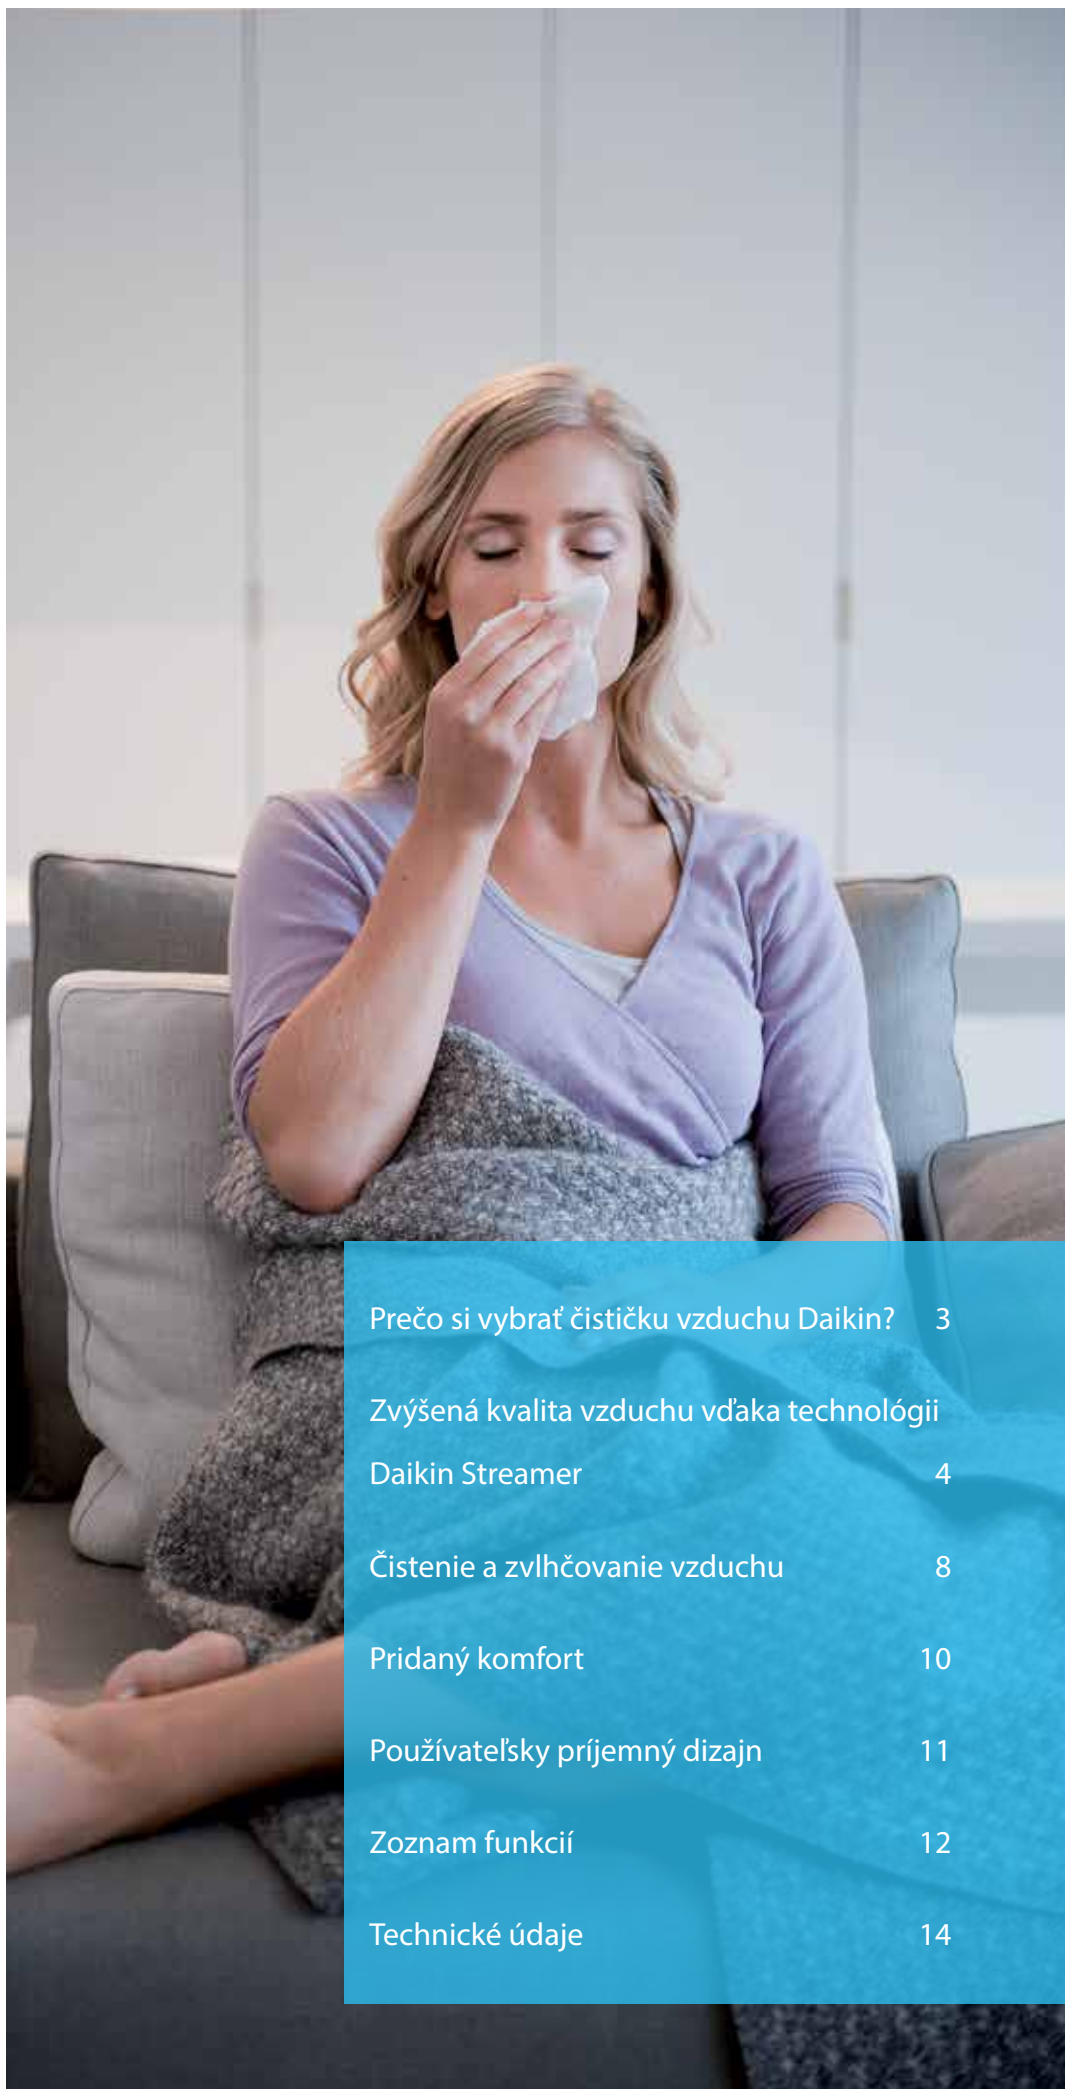 Prečo si vybrať čističku vzduchu Daikin? 3
Zvýšená kvalita vzduchu vďaka technológii
Daikin Streamer 4
Čistenie a zvlhčovanie vzduchu 8
Pridaný komfort 10
Používateľsky príjemný dizajn 11
Zoznam funkcií 12
Technické údaje 14